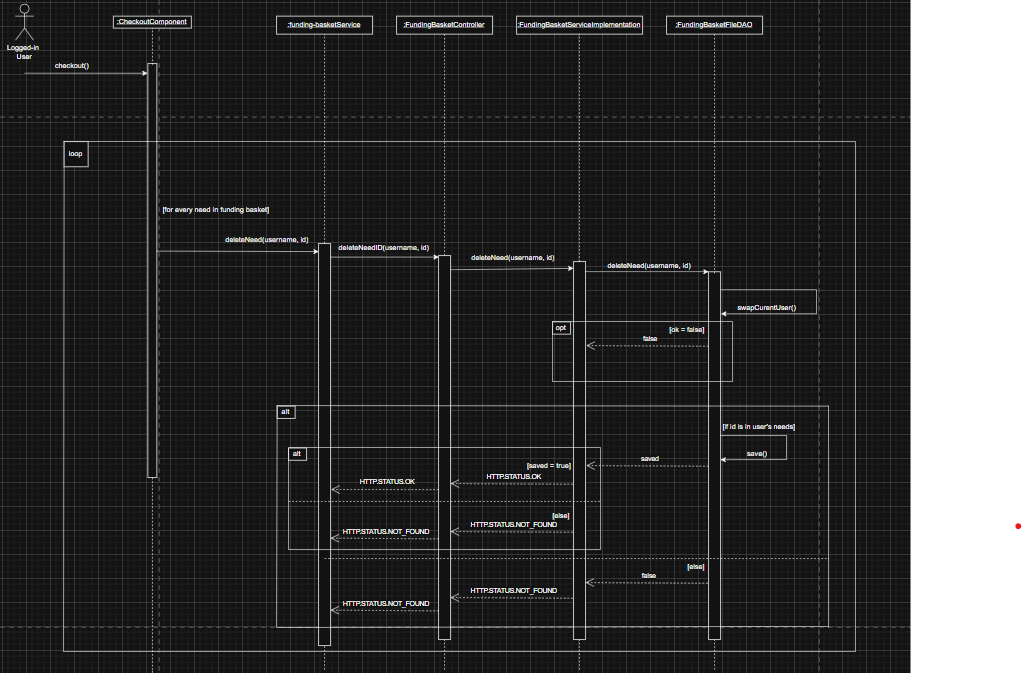 Logged-in
User
:CheckoutComponent
:funding-basketService
:FundingBasketController
:FundingBasketServiceImplementation
:FundingBasketFileDAO
checkout()
loop
[for every need in funding basket]
deleteNeed(username, id)
deleteNeedID(username, id)
deleteNeed(username, id)
deleteNeed(username, id)
swapCurentUser()
opt
[ok = false]
false
alt
[if id is in user's needs]
alt
save()
saved
[saved = true]
HTTP.STATUS.OK
HTTP.STATUS.OK
[else]
HTTP.STATUS.NOT_FOUND
HTTP.STATUS.NOT_FOUND
[else]
false
HTTP.STATUS.NOT_FOUND
HTTP.STATUS.NOT_FOUND